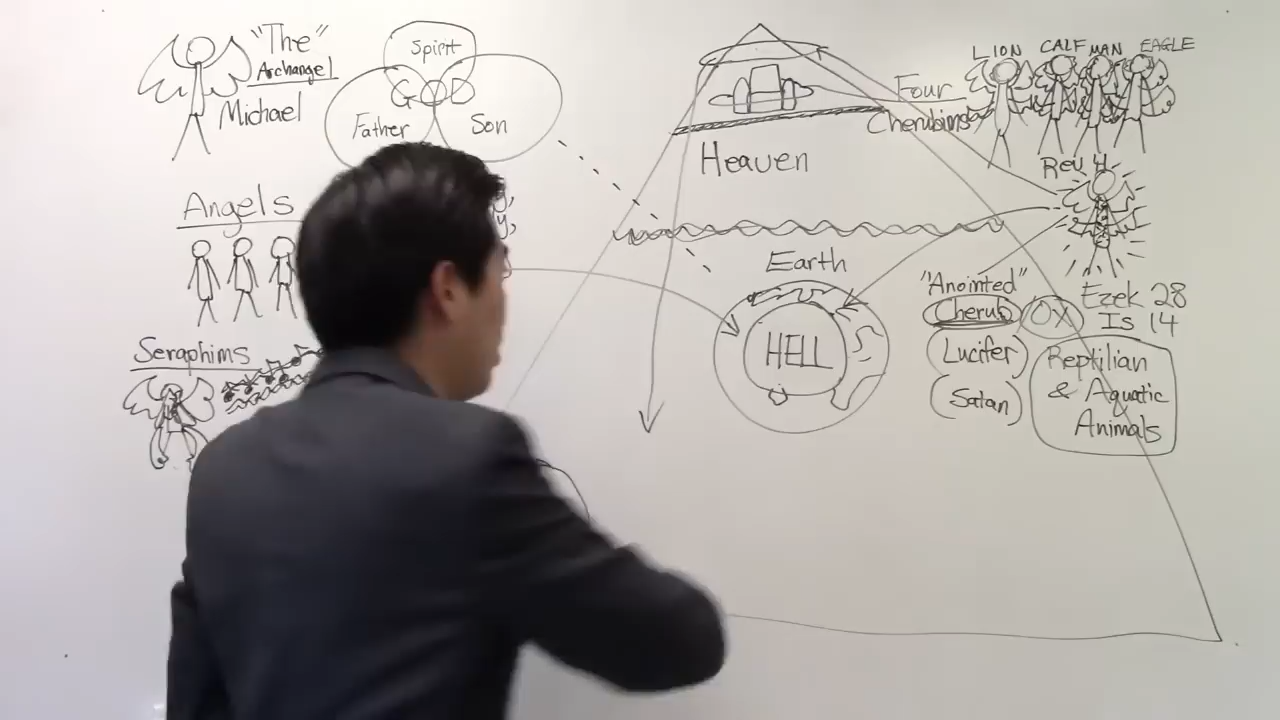 "The"
Archangel
Michael
Spirit
GOD
Father
Son
Angels
Seraphims
Heaven
Four
Cherubims
LION
CALF
MAN
EAGLE
Rev 4
Earth
HELL
"Anointed"
Cherub
OX
Lucifer
Satan
Ezek 28
Is 14
Reptilian
& Aquatic
Animals